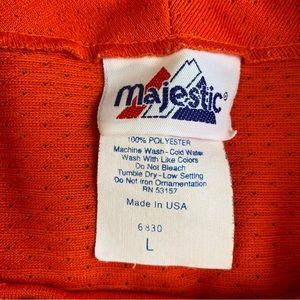 majestic®
100% POLYESTER
Machine Wash - Cold Water
Wash With Like Colors
Do Not Bleach
Tumble Dry - Low Setting
Do Not Iron Ornamentation
RN 53157
Made In USA
6830
L